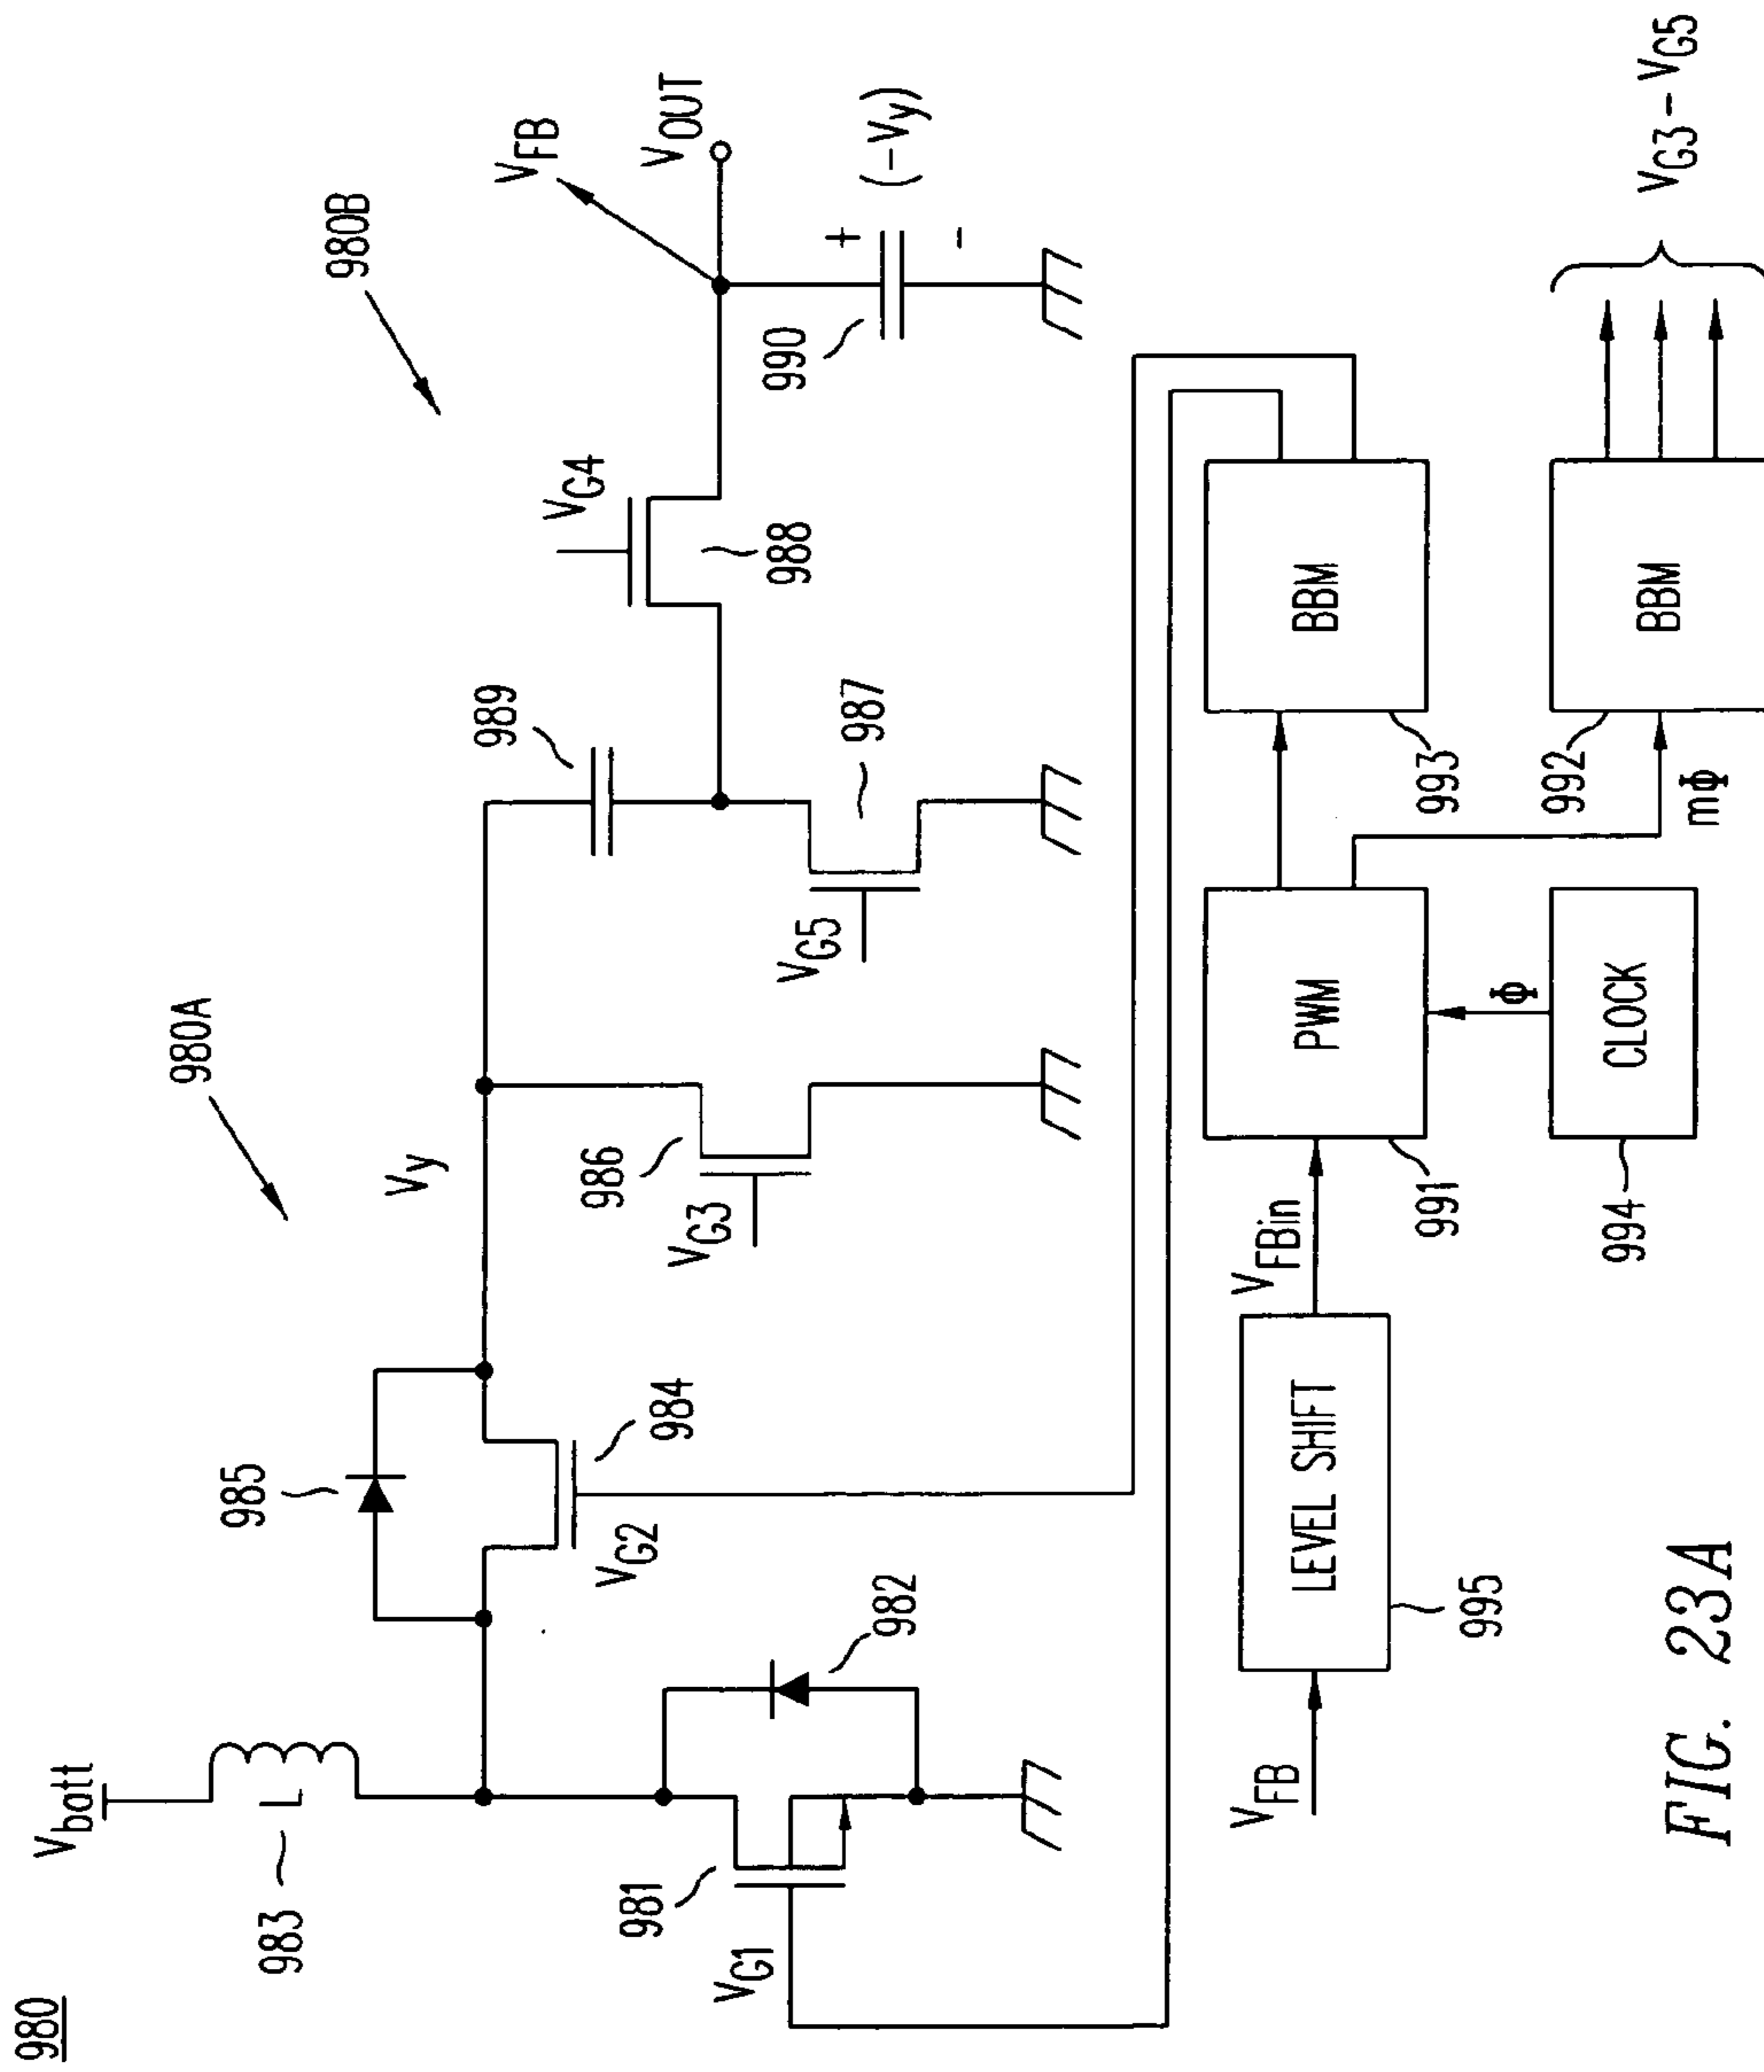 980
V_batt
983
L
980A
980B
985
V_y
989
V_G4
V_FB
V_OUT
984
V_G2
981
V_G1
982
986
V_G3
987
V_G5
988
990
+
-
(-V_y)
V_FB
LEVEL SHIFT
995
V_FBin
PWM
991
Φ
CLOCK
994
BBM
993
mΦ
BBM
992
V_G3 - V_G5
FIG. 23A